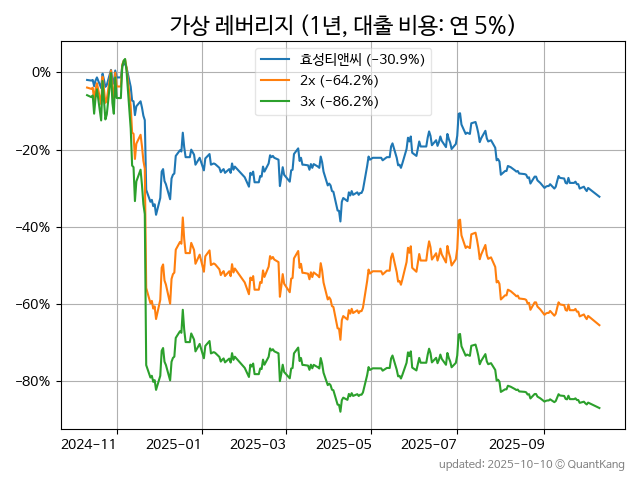 가상 레버리지 (1년, 대출 비용: 연 5%)
효성티앤씨 (−30.9%)
2x (−64.2%)
3x (−86.2%)
0%
−20%
−40%
−60%
−80%
2024-11
2025-01
2025-03
2025-05
2025-07
2025-09
updated: 2025-10-10 © QuantKang